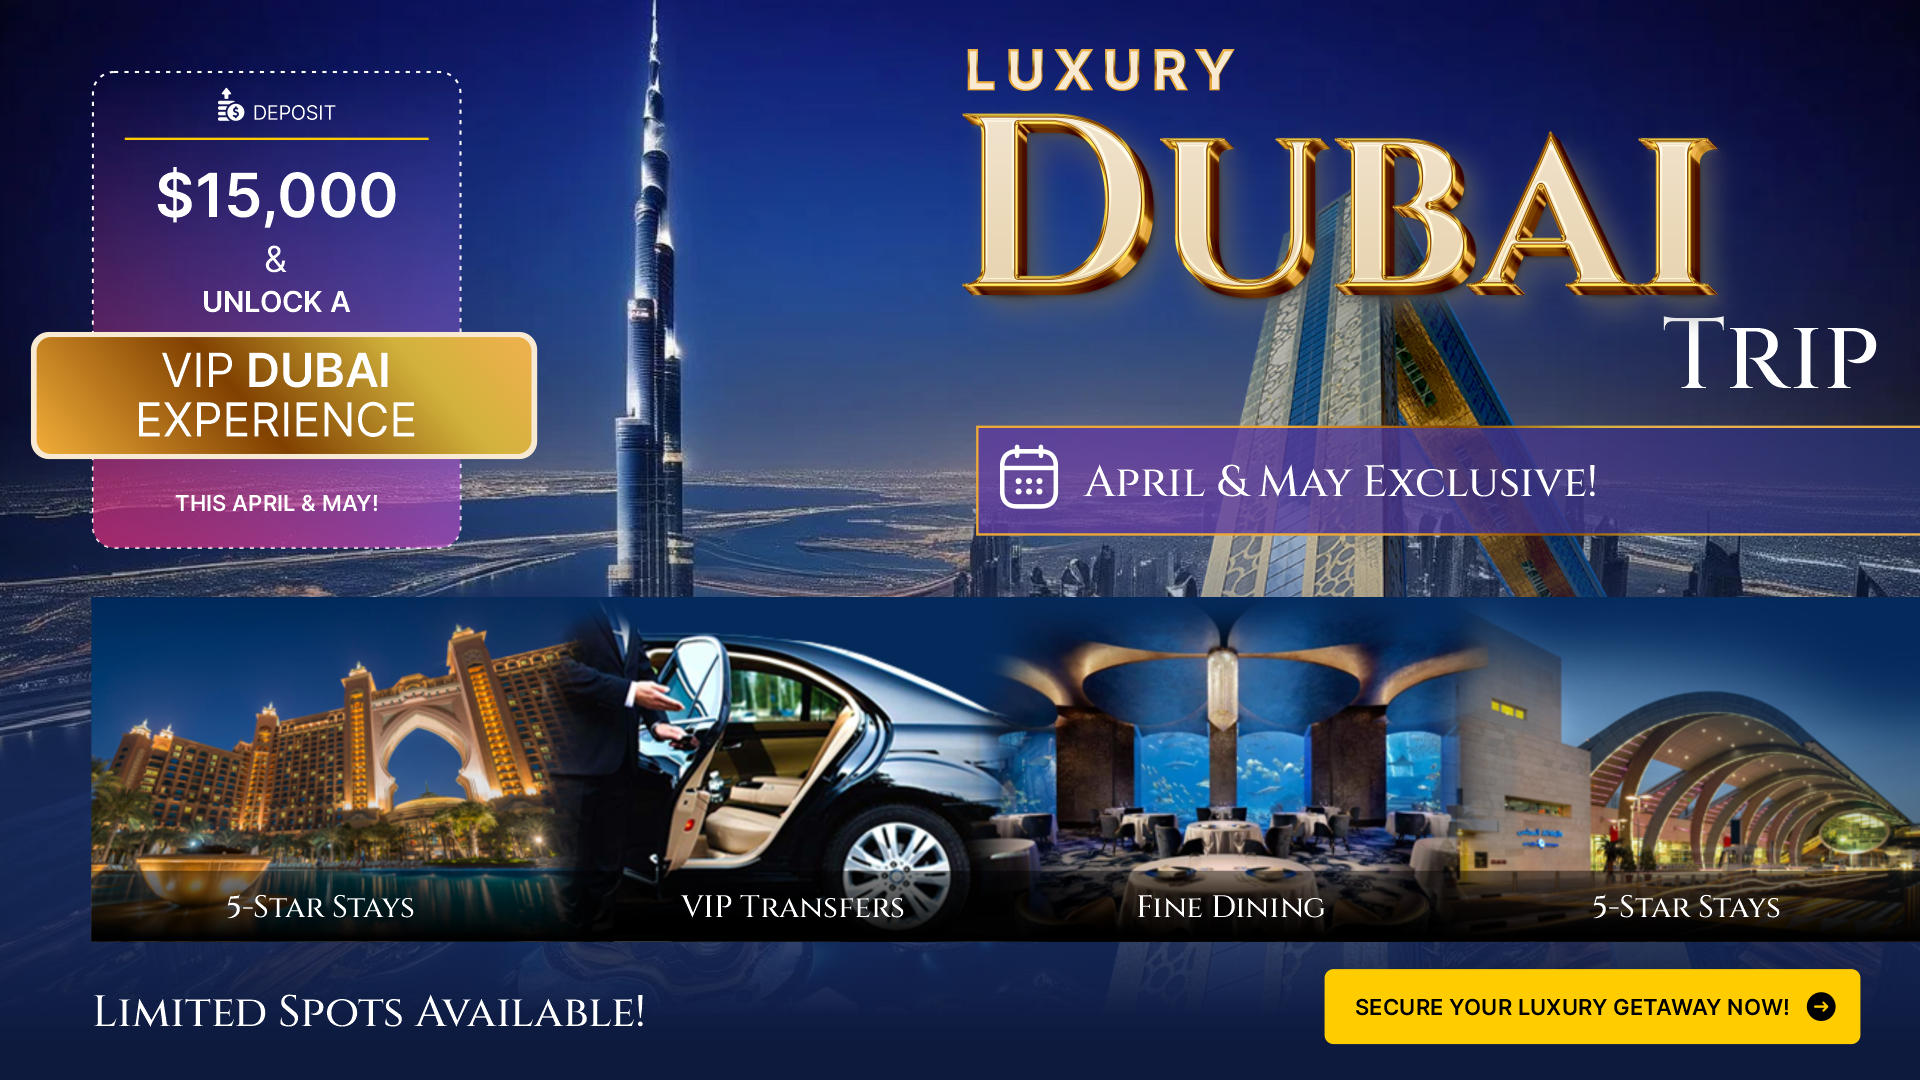 DEPOSIT
$15,000
&
UNLOCK A
VIP DUBAI
EXPERIENCE
THIS APRIL & MAY!
LUXURY
DUBAI
TRIP
APRIL & MAY EXCLUSIVE!
5-STAR STAYS
VIP TRANSFERS
FINE DINING
5-STAR STAYS
LIMITED SPOTS AVAILABLE!
SECURE YOUR LUXURY GETAWAY NOW!